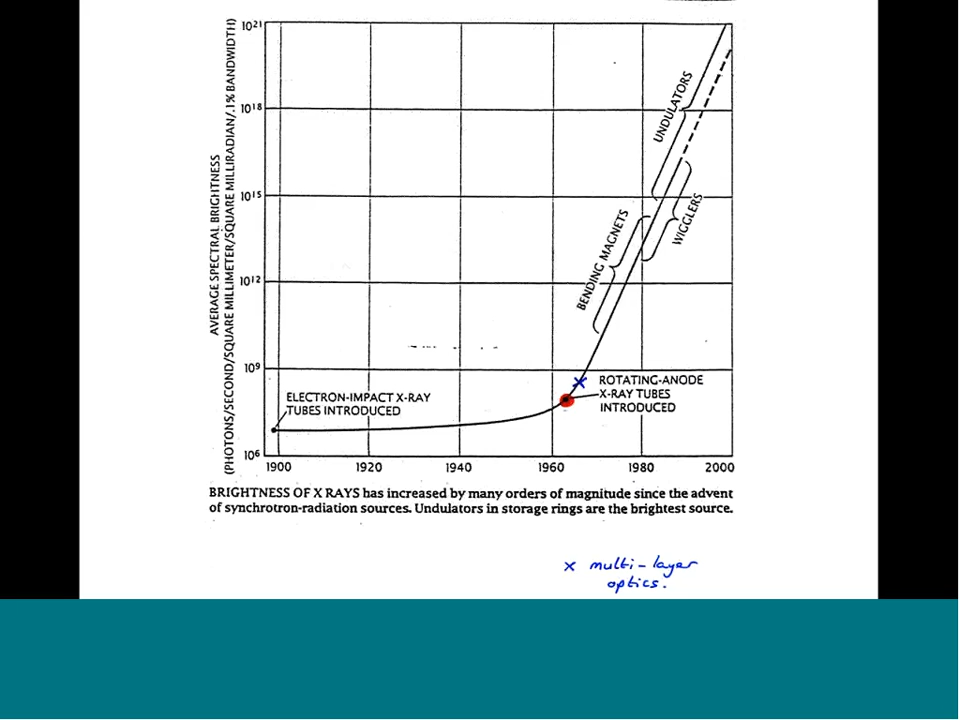 AVERAGE SPECTRAL BRIGHTNESS
(PHOTONS/SECOND/SQUARE MILLIMETER/SQUARE MILLIRADIAN/.1% BANDWIDTH)
10²¹
10¹⁸
10¹⁵
10¹²
10⁹
10⁶
UNDULATORS
WIGGLERS
BENDING MAGNETS
ROTATING-ANODE
X-RAY TUBES
INTRODUCED
ELECTRON-IMPACT X-RAY
TUBES INTRODUCED
1900 1920 1940 1960 1980 2000
BRIGHTNESS OF X RAYS has increased by many orders of magnitude since the advent
of synchrotron-radiation sources. Undulators in storage rings are the brightest source.
x multi-layer
optics.